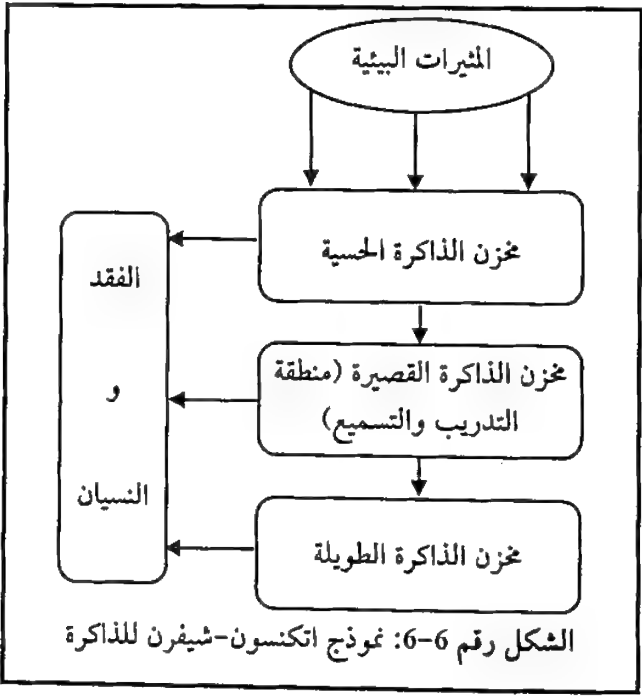 المثيرات البيئية
مخزن الذاكرة الحسية
مخزن الذاكرة القصيرة (منطقة
التدريب والتسميع)
مخزن الذاكرة الطويلة
الفقد
و
النسيان
الشكل رقم 6-6: نموذج اتكنسون-شيفرن للذاكرة